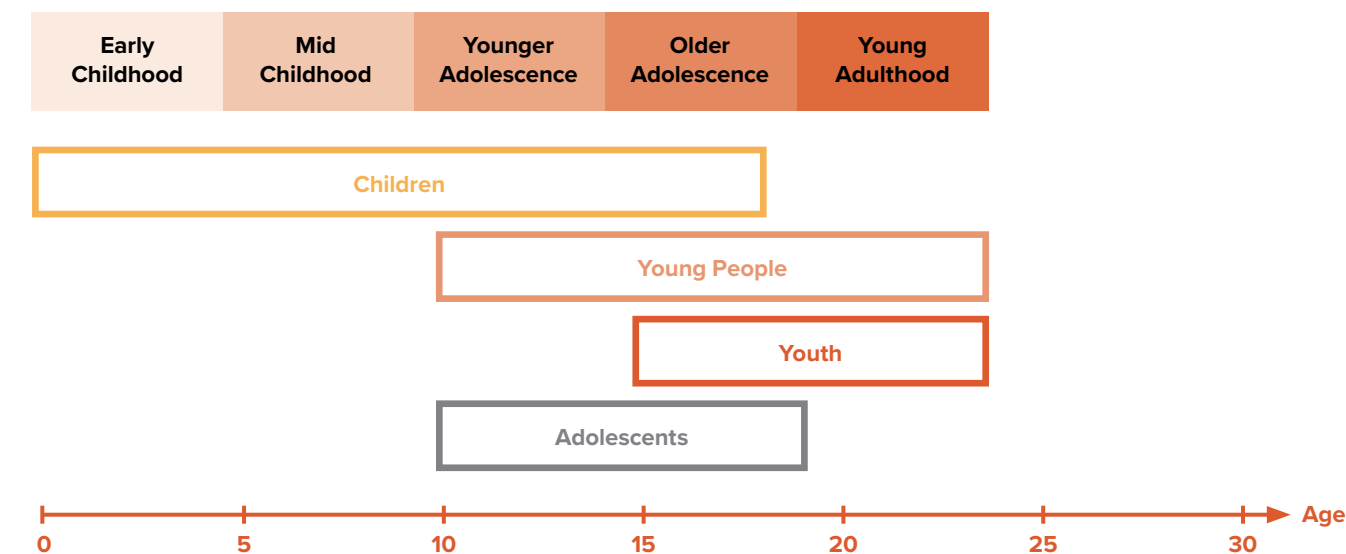 Early
Childhood
Mid
Childhood
Younger
Adolescence
Older
Adolescence
Young
Adulthood
Children
Young People
Youth
Adolescents
0 5 10 15 20 25 30 Age